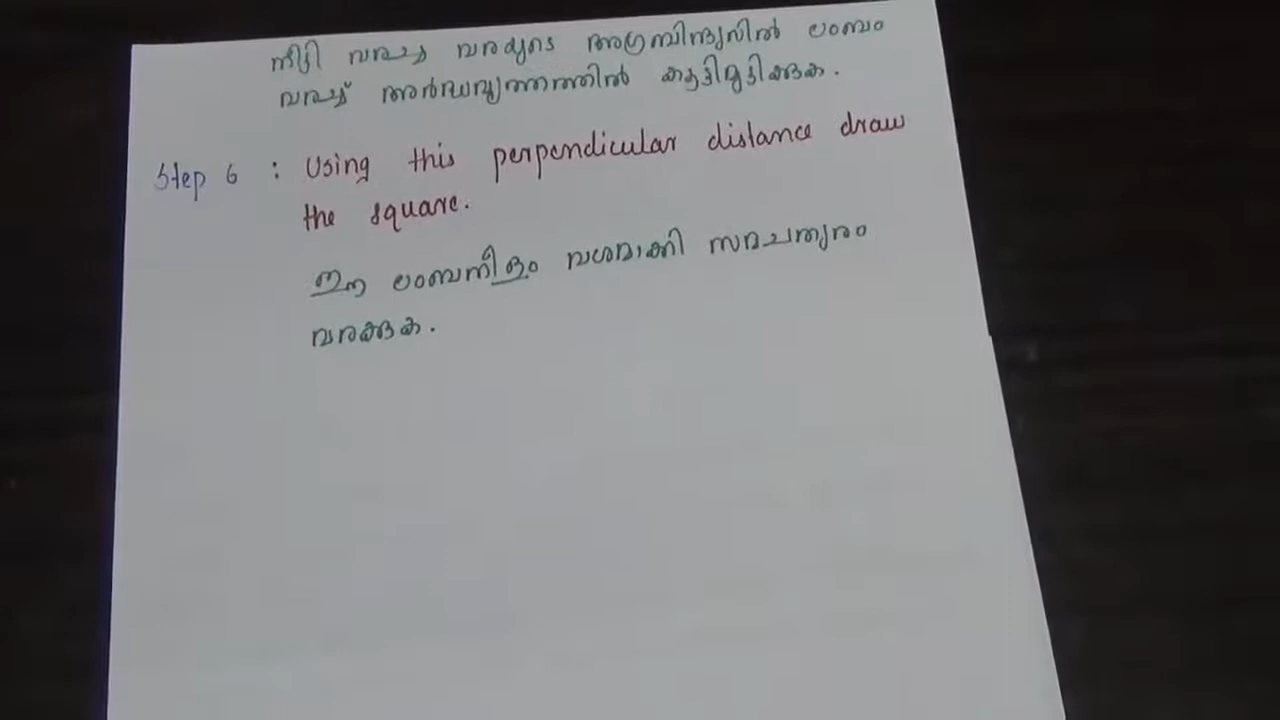 നീട്ടി വരച്ച വരയുടെ അഗ്രബിന്ദുവിൽ ലംബം
വരച്ച് അർദ്ധവൃത്തത്തിൽ കൂട്ടിമുട്ടിക്കുക.
Step 6 : Using this perpendicular distance draw
the square.
ഈ ലംബനീളം വശമാക്കി സമചതുരം
വരക്കുക.